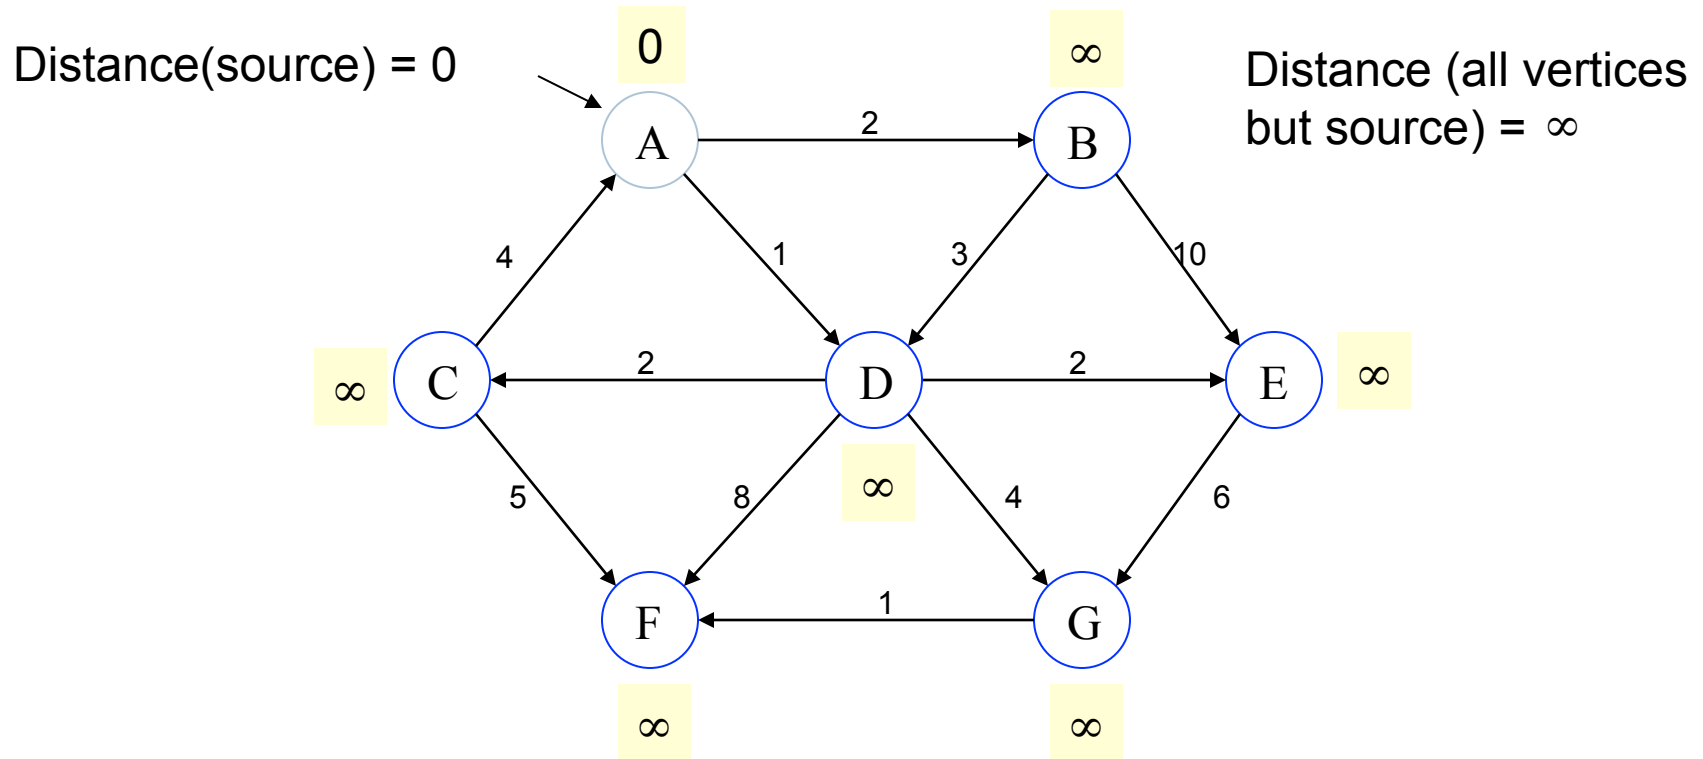 Distance(source) = 0
0
∞
Distance (all vertices
but source) = ∞
A
2
B
4
1
3
10
∞
C
2
D
2
E
∞
5
8
∞
4
6
F
1
G
∞
∞